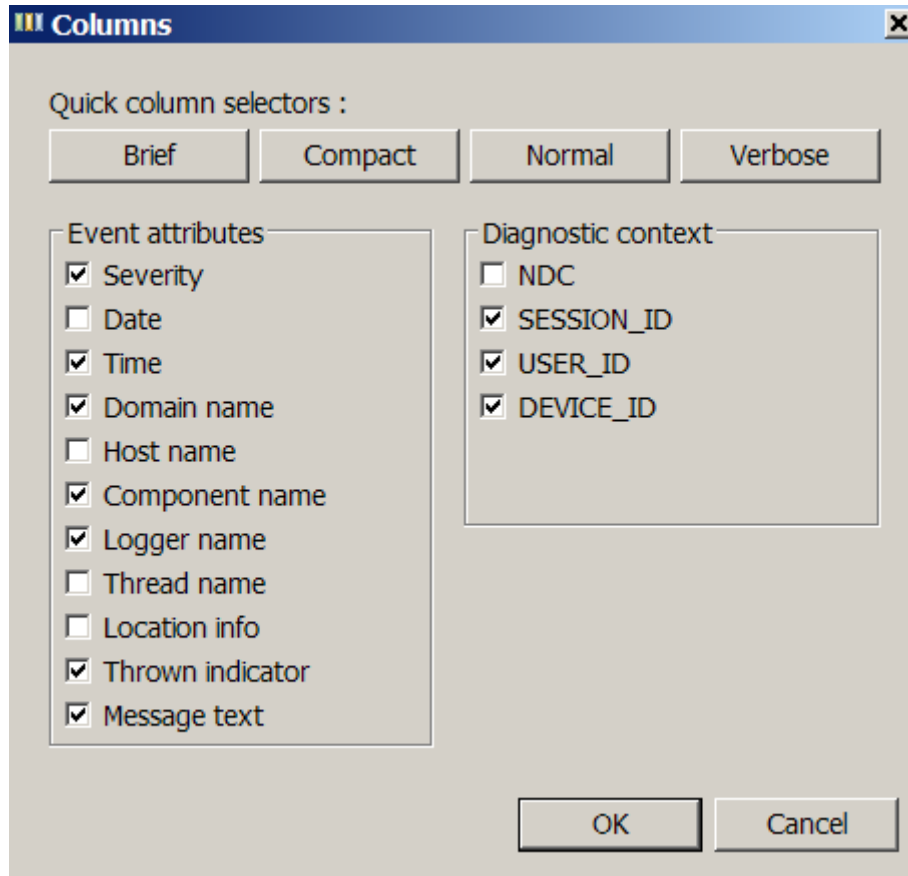 Columns
Quick column selectors :
Brief Compact Normal Verbose
Event attributes
Severity
Date
Time
Domain name
Host name
Component name
Logger name
Thread name
Location info
Thrown indicator
Message text
Diagnostic context
NDC
SESSION_ID
USER_ID
DEVICE_ID
OK Cancel